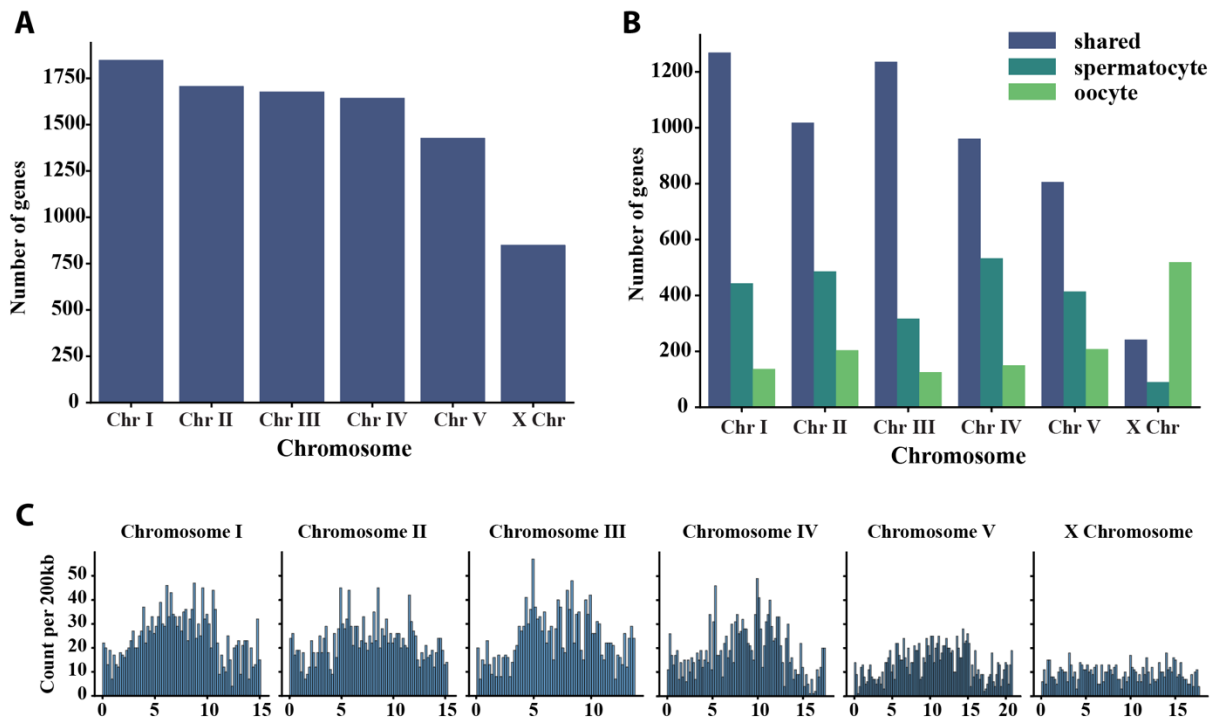 A
Number of genes
1750
1500
1250
1000
750
500
250
0
Chr I Chr II Chr III Chr IV Chr V X Chr
Chromosome
B
shared
spermatocyte
oocyte
Number of genes
1200
1000
800
600
400
200
0
Chr I Chr II Chr III Chr IV Chr V X Chr
Chromosome
C
Chromosome I Chromosome II Chromosome III Chromosome IV Chromosome V X Chromosome
Count per 200kb
50
40
30
20
10
0
0 5 10 15 0 5 10 15 0 5 10 0 5 10 15 0 5 10 15 20 0 5 10 15